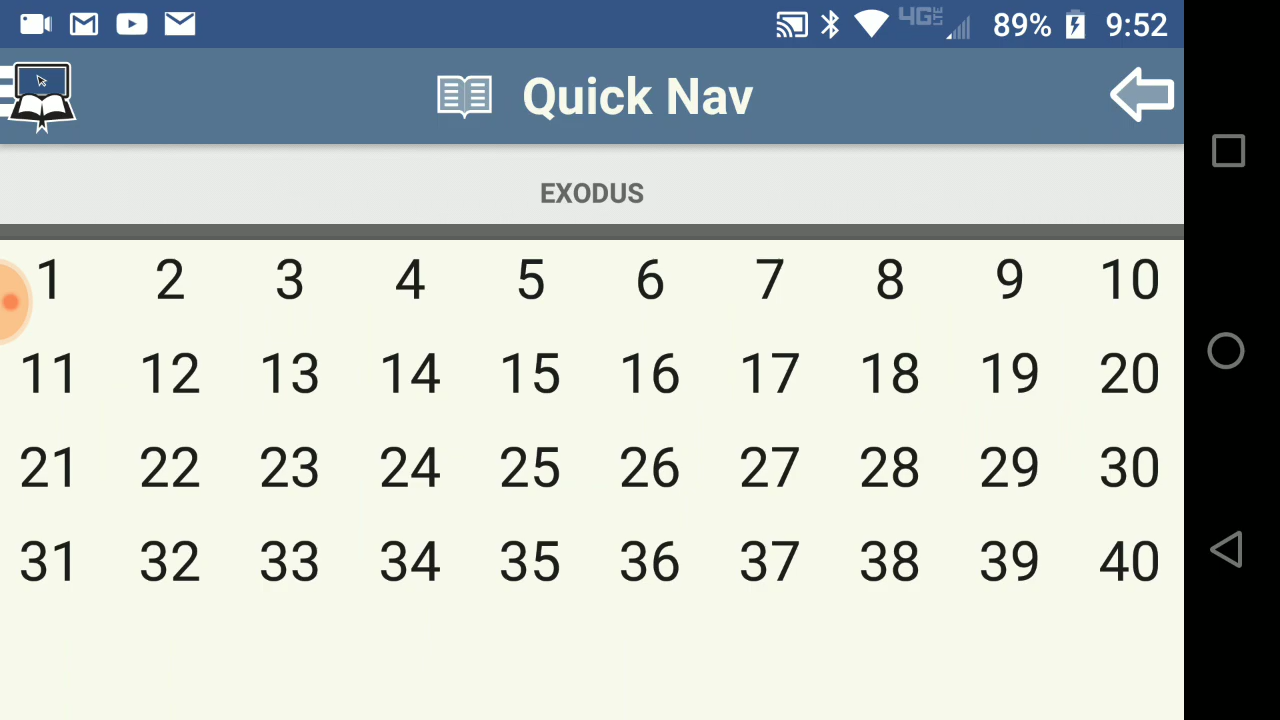 4G LTE 89% 9:52
Quick Nav
EXODUS
1 2 3 4 5 6 7 8 9 10
11 12 13 14 15 16 17 18 19 20
21 22 23 24 25 26 27 28 29 30
31 32 33 34 35 36 37 38 39 40